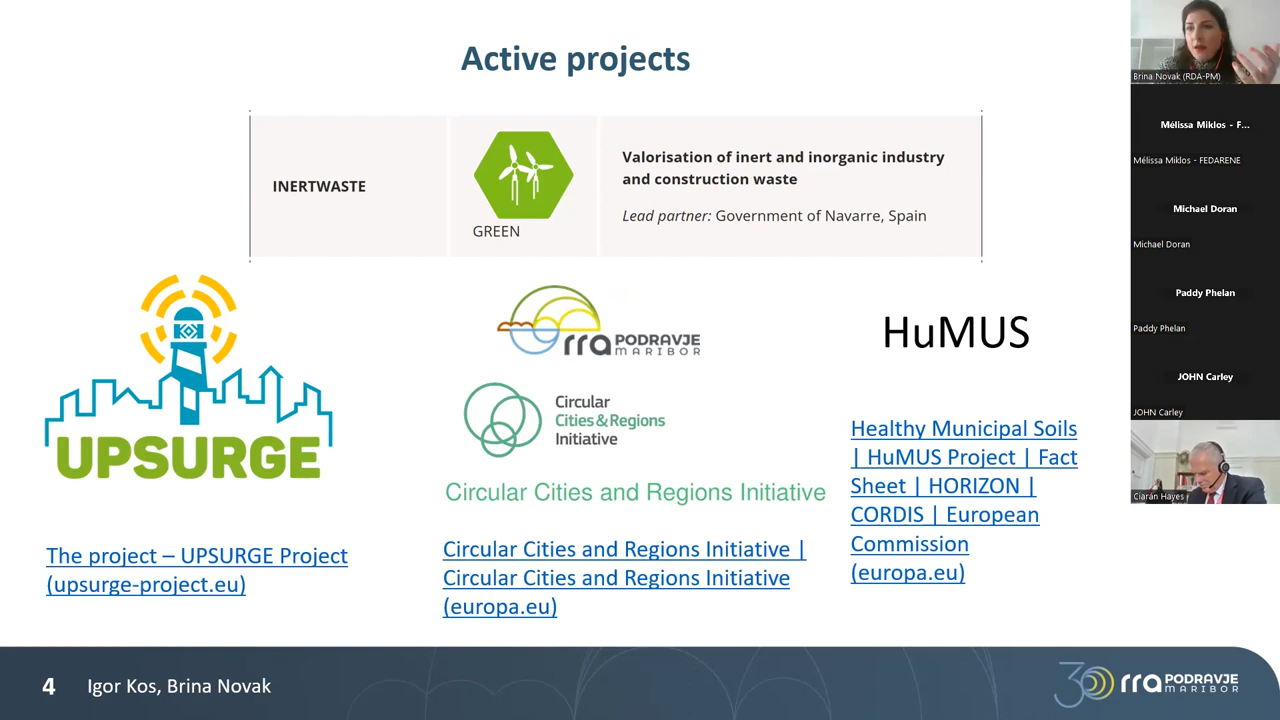 Active projects
INERTWASTE
GREEN
Valorisation of inert and inorganic industry
and construction waste
Lead partner: Government of Navarre, Spain
UPSURGE
The project – UPSURGE Project
(upsurge-project.eu)
rra PODRAVJE
MARIBOR
Circular
Cities & Regions
Initiative
Circular Cities and Regions Initiative
Circular Cities and Regions Initiative |
Circular Cities and Regions Initiative
(europa.eu)
HuMUS
Healthy Municipal Soils
| HuMUS Project | Fact
Sheet | HORIZON |
CORDIS | European
Commission
(europa.eu)
4 Igor Kos, Brina Novak
30 rra PODRAVJE
MARIBOR
Brina Novak (RDA-PM)
Mélissa Miklos - F...
Mélissa Miklos - FEDARENE
Michael Doran
Michael Doran
Paddy Phelan
Paddy Phelan
JOHN Carley
JOHN Carley
Ciarán Hayes